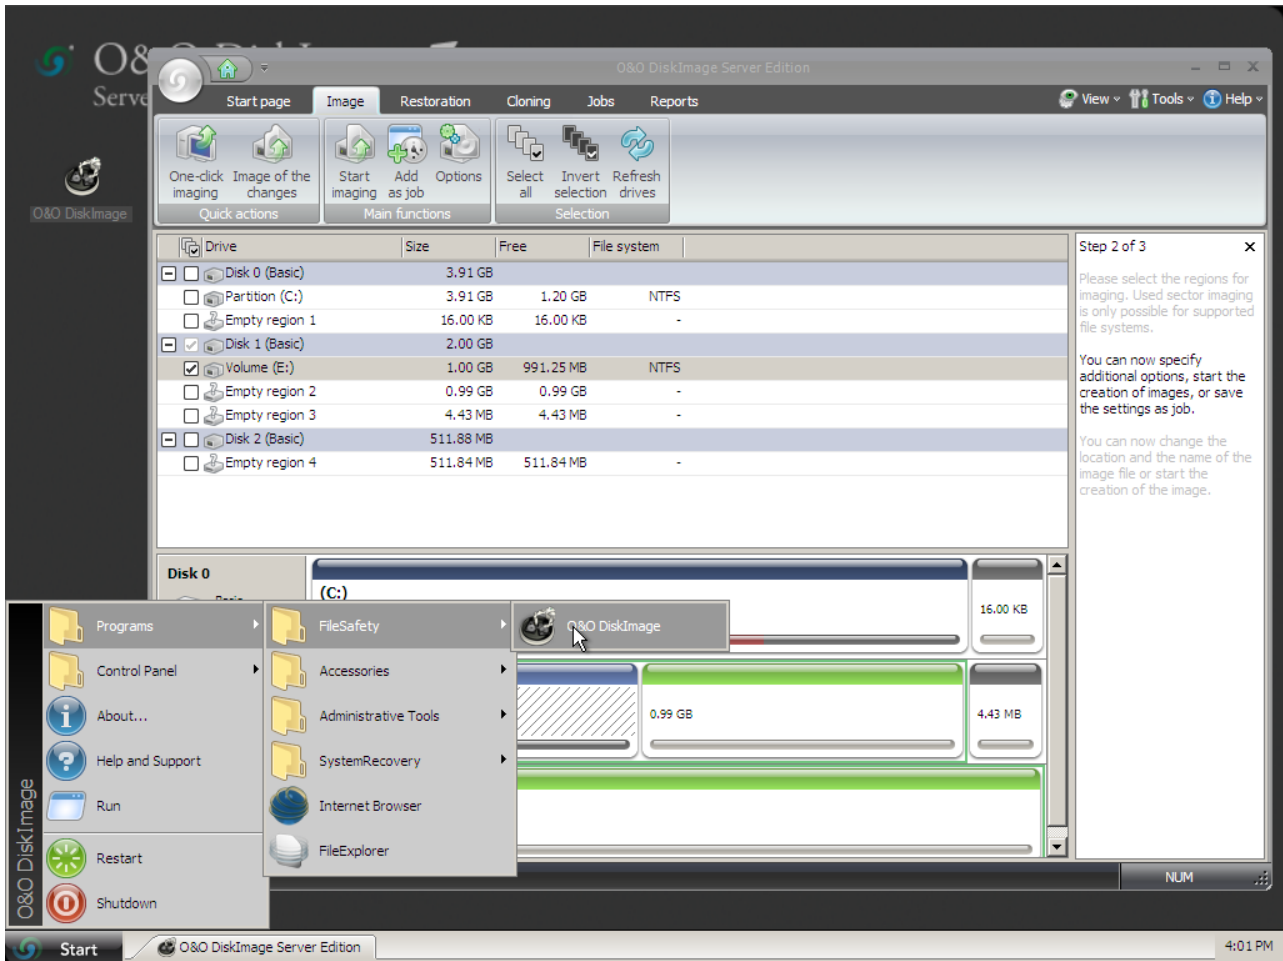 O&O DiskImage
Serve
O&O DiskImage
O&O DiskImage Server Edition
Start page Image Restoration Cloning Jobs Reports View Tools Help
One-click imaging
Image of the changes
Quick actions
Start imaging
Add as job
Options
Main functions
Select all
Invert selection
Refresh drives
Selection
Drive Size Free File system
Disk 0 (Basic) 3.91 GB
Partition (C:) 3.91 GB 1.20 GB NTFS
Empty region 1 16.00 KB 16.00 KB -
Disk 1 (Basic) 2.00 GB
Volume (E:) 1.00 GB 991.25 MB NTFS
Empty region 2 0.99 GB 0.99 GB -
Empty region 3 4.43 MB 4.43 MB -
Disk 2 (Basic) 511.88 MB
Empty region 4 511.84 MB 511.84 MB -
Step 2 of 3
Please select the regions for
imaging. Used sector imaging
is only possible for supported
file systems.
You can now specify
additional options, start the
creation of images, or save
the settings as job.
You can now change the
location and the name of the
image file or start the
creation of the image.
Disk 0
(C:)
16.00 KB
0.99 GB
4.43 MB
Programs
Control Panel
About...
Help and Support
Run
Restart
Shutdown
O&O DiskImage
FileSafety
Accessories
Administrative Tools
SystemRecovery
Internet Browser
FileExplorer
O&O DiskImage
NUM
Start
O&O DiskImage Server Edition
4:01 PM